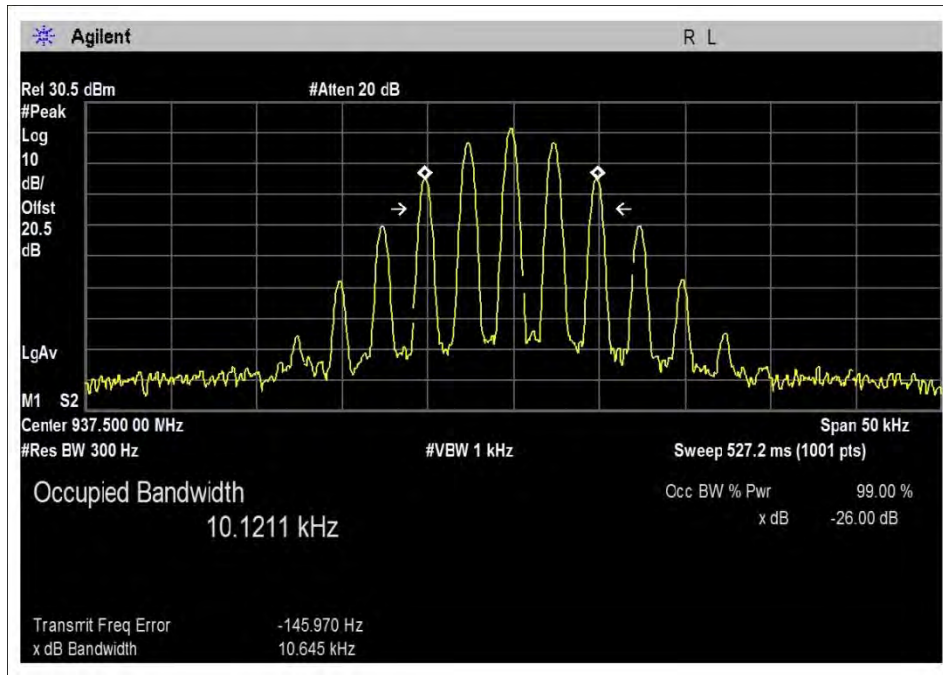 Agilent
R L
Ref 30.5 dBm
#Atten 20 dB
#Peak
Log
10
dB/
Offst
20.5
dB
LgAv
M1 S2
Center 937.500 00 MHz
Span 50 kHz
#Res BW 300 Hz
#VBW 1 kHz
Sweep 527.2 ms (1001 pts)
Occupied Bandwidth
10.1211 kHz
Occ BW % Pwr 99.00 %
x dB -26.00 dB
Transmit Freq Error -145.970 Hz
x dB Bandwidth 10.645 kHz